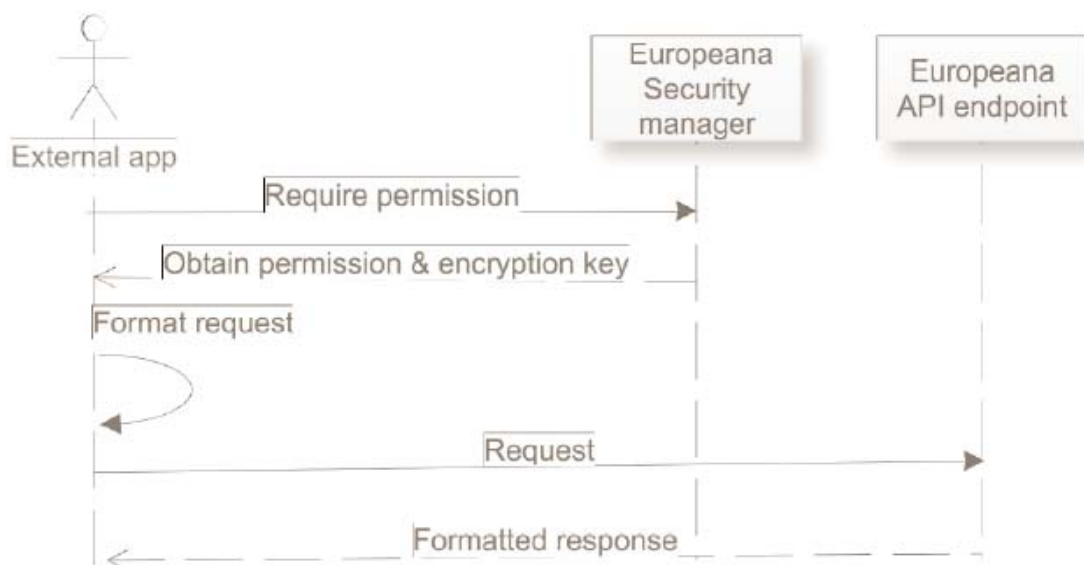 Europeana
Security
manager
Europeana
API endpoint
External app
Require permission
Obtain permission & encryption key
Format request
Request
Formatted response